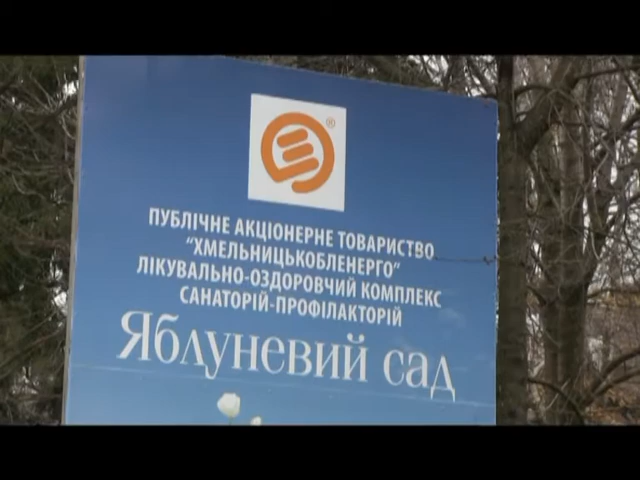 ®
ПУБЛІЧНЕ АКЦІОНЕРНЕ ТОВАРИСТВО
"ХМЕЛЬНИЦЬКОБЛЕНЕРГО"
ЛІКУВАЛЬНО-ОЗДОРОВЧИЙ КОМПЛЕКС
САНАТОРІЙ-ПРОФІЛАКТОРІЙ
Яблуневий сад